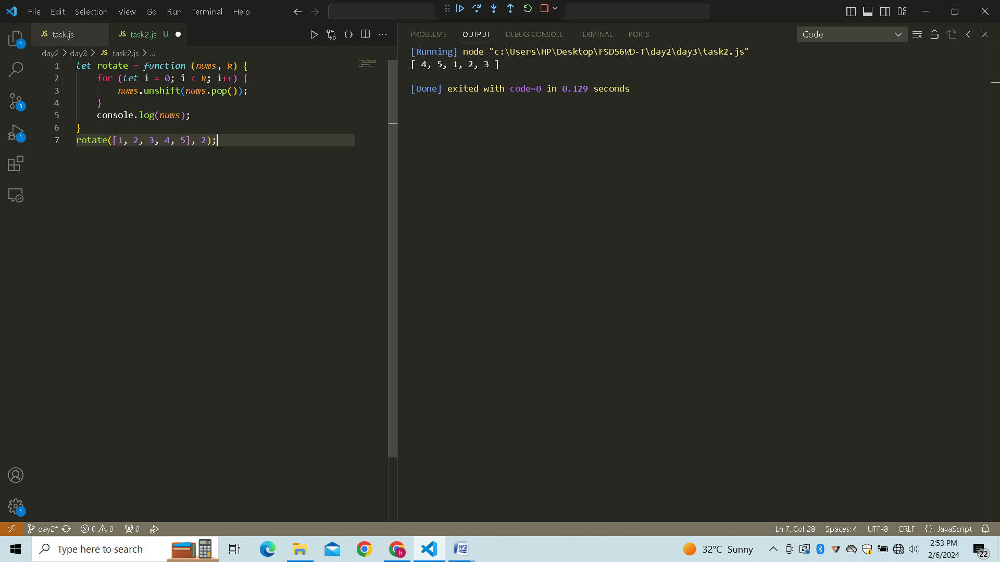 File Edit Selection View Go Run Terminal Help
JS task.js
JS task2.js U
day2 > day3 > JS task2.js > ...
1 let rotate = function (nums, k) {
2     for (let i = 0; i < k; i++) {
3         nums.unshift(nums.pop());
4     }
5     console.log(nums);
6 }
7 rotate([1, 2, 3, 4, 5], 2);
PROBLEMS OUTPUT DEBUG CONSOLE TERMINAL PORTS
Code
[Running] node "c:\Users\HP\Desktop\FSD56WD-T\day2\day3\task2.js"
[ 4, 5, 1, 2, 3 ]
[Done] exited with code=0 in 0.129 seconds
1
3
1
1
day2* 0 0 0
Ln 7, Col 28 Spaces: 4 UTF-8 CRLF {} JavaScript
Type here to search
h
32°C Sunny
2:53 PM
2/6/2024
22